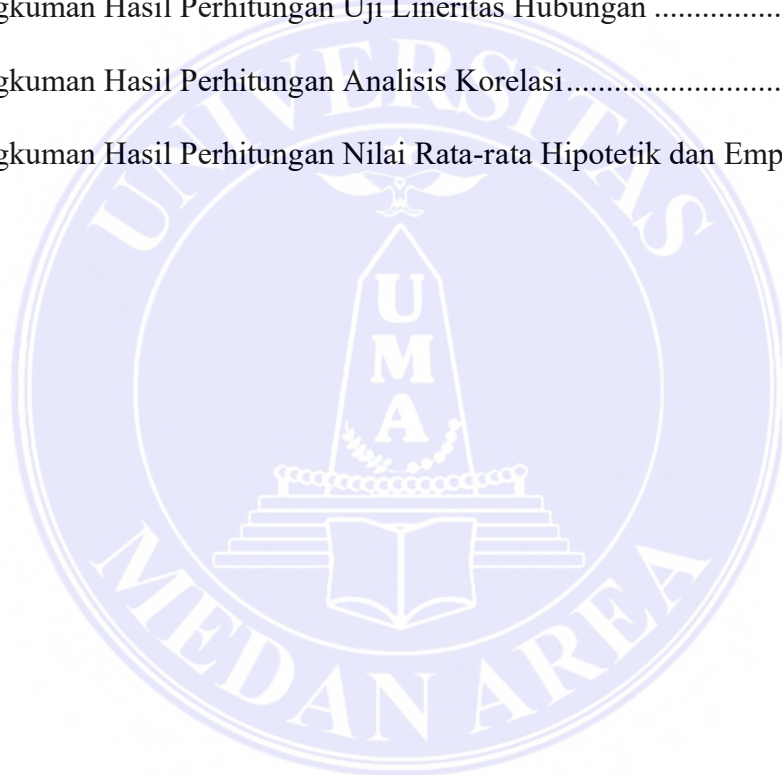 gkuman Hasil Perhitungan Uji Lineritas Hubungan ................
gkuman Hasil Perhitungan Analisis Korelasi...........................
gkuman Hasil Perhitungan Nilai Rata-rata Hipotetik dan Emp
UNIVERSITAS
U
M
A
MEDAN AREA